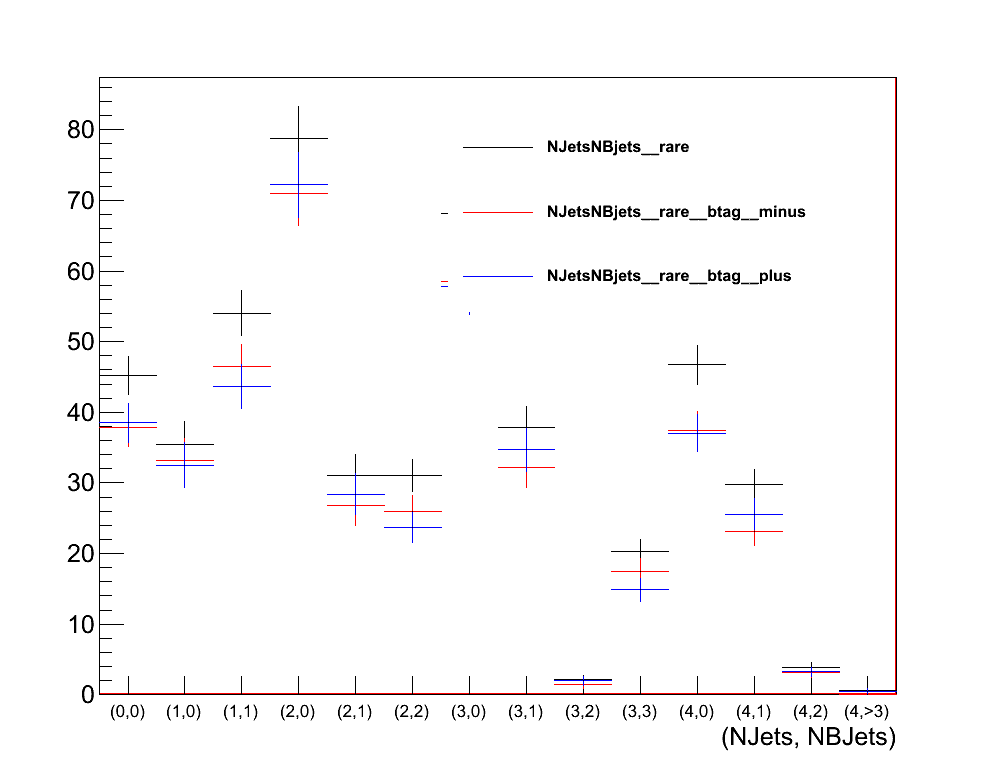 80
70
60
50
40
30
20
10
0
NJetsNBjets__rare
NJetsNBjets__rare__btag__minus
NJetsNBjets__rare__btag__plus
(0,0) (1,0) (1,1) (2,0) (2,1) (2,2) (3,0) (3,1) (3,2) (3,3) (4,0) (4,1) (4,2) (4,>3)
(NJets, NBJets)